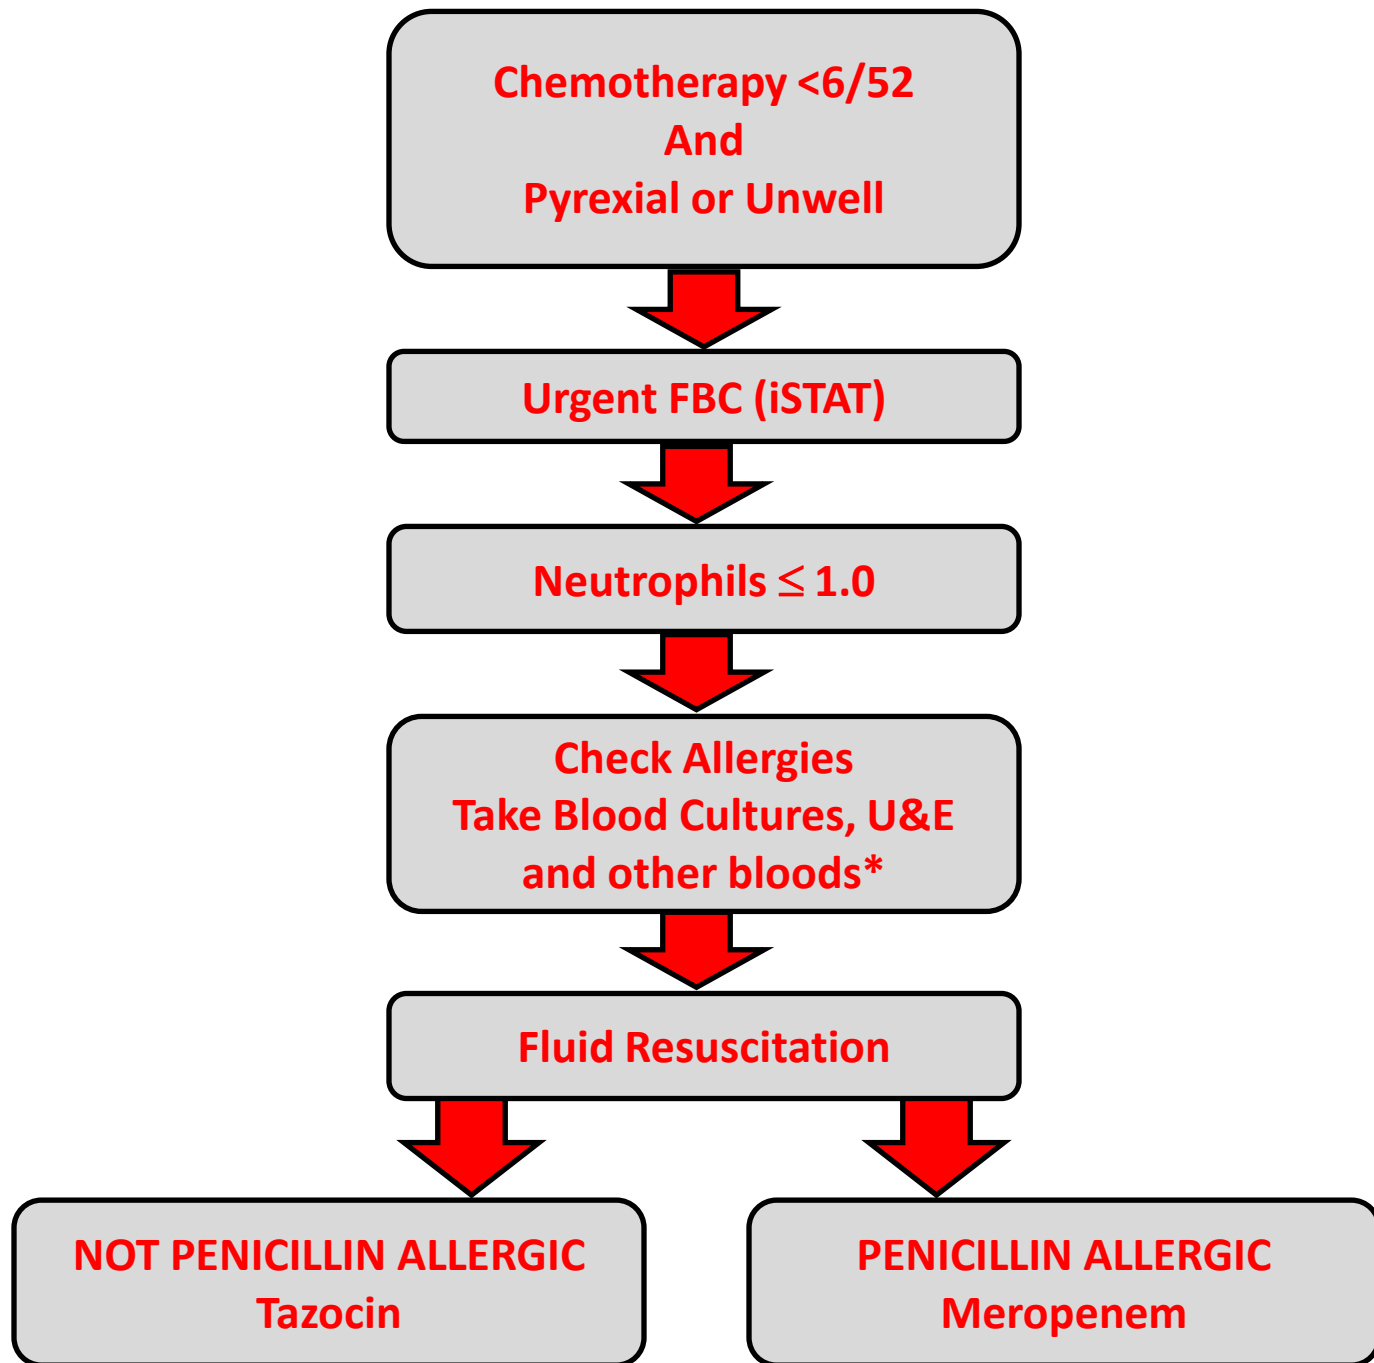 Chemotherapy <6/52
And
Pyrexial or Unwell
Urgent FBC (iSTAT)
Neutrophils ≤ 1.0
Check Allergies
Take Blood Cultures, U&E
and other bloods*
Fluid Resuscitation
NOT PENICILLIN ALLERGIC
Tazocin
PENICILLIN ALLERGIC
Meropenem